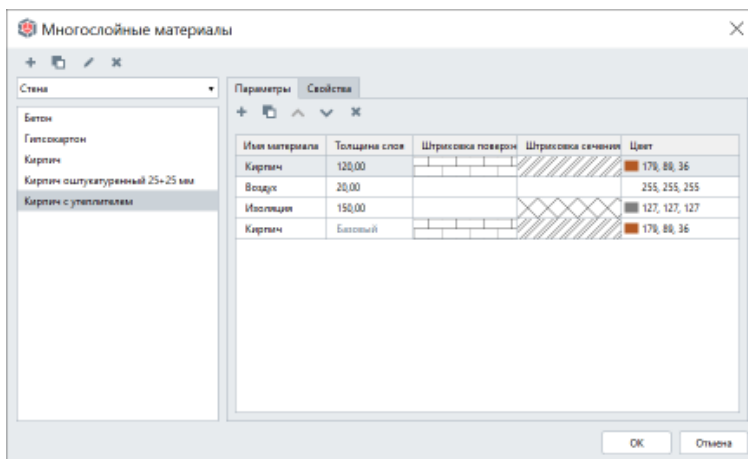 Многослойные материалы
Стена
Бетон
Гипсокартон
Кирпич
Кирпич оштукатуренный 25+25 мм
Кирпич с утеплителем
Параметры Свойства
Имя материала Толщина слоя Штриховка поверхн Штриховка сечения Цвет
Кирпич 120,00 179, 89, 36
Воздух 20,00 255, 255, 255
Изоляция 150,00 127, 127, 127
Кирпич Базовый 179, 89, 36
OK Отмена